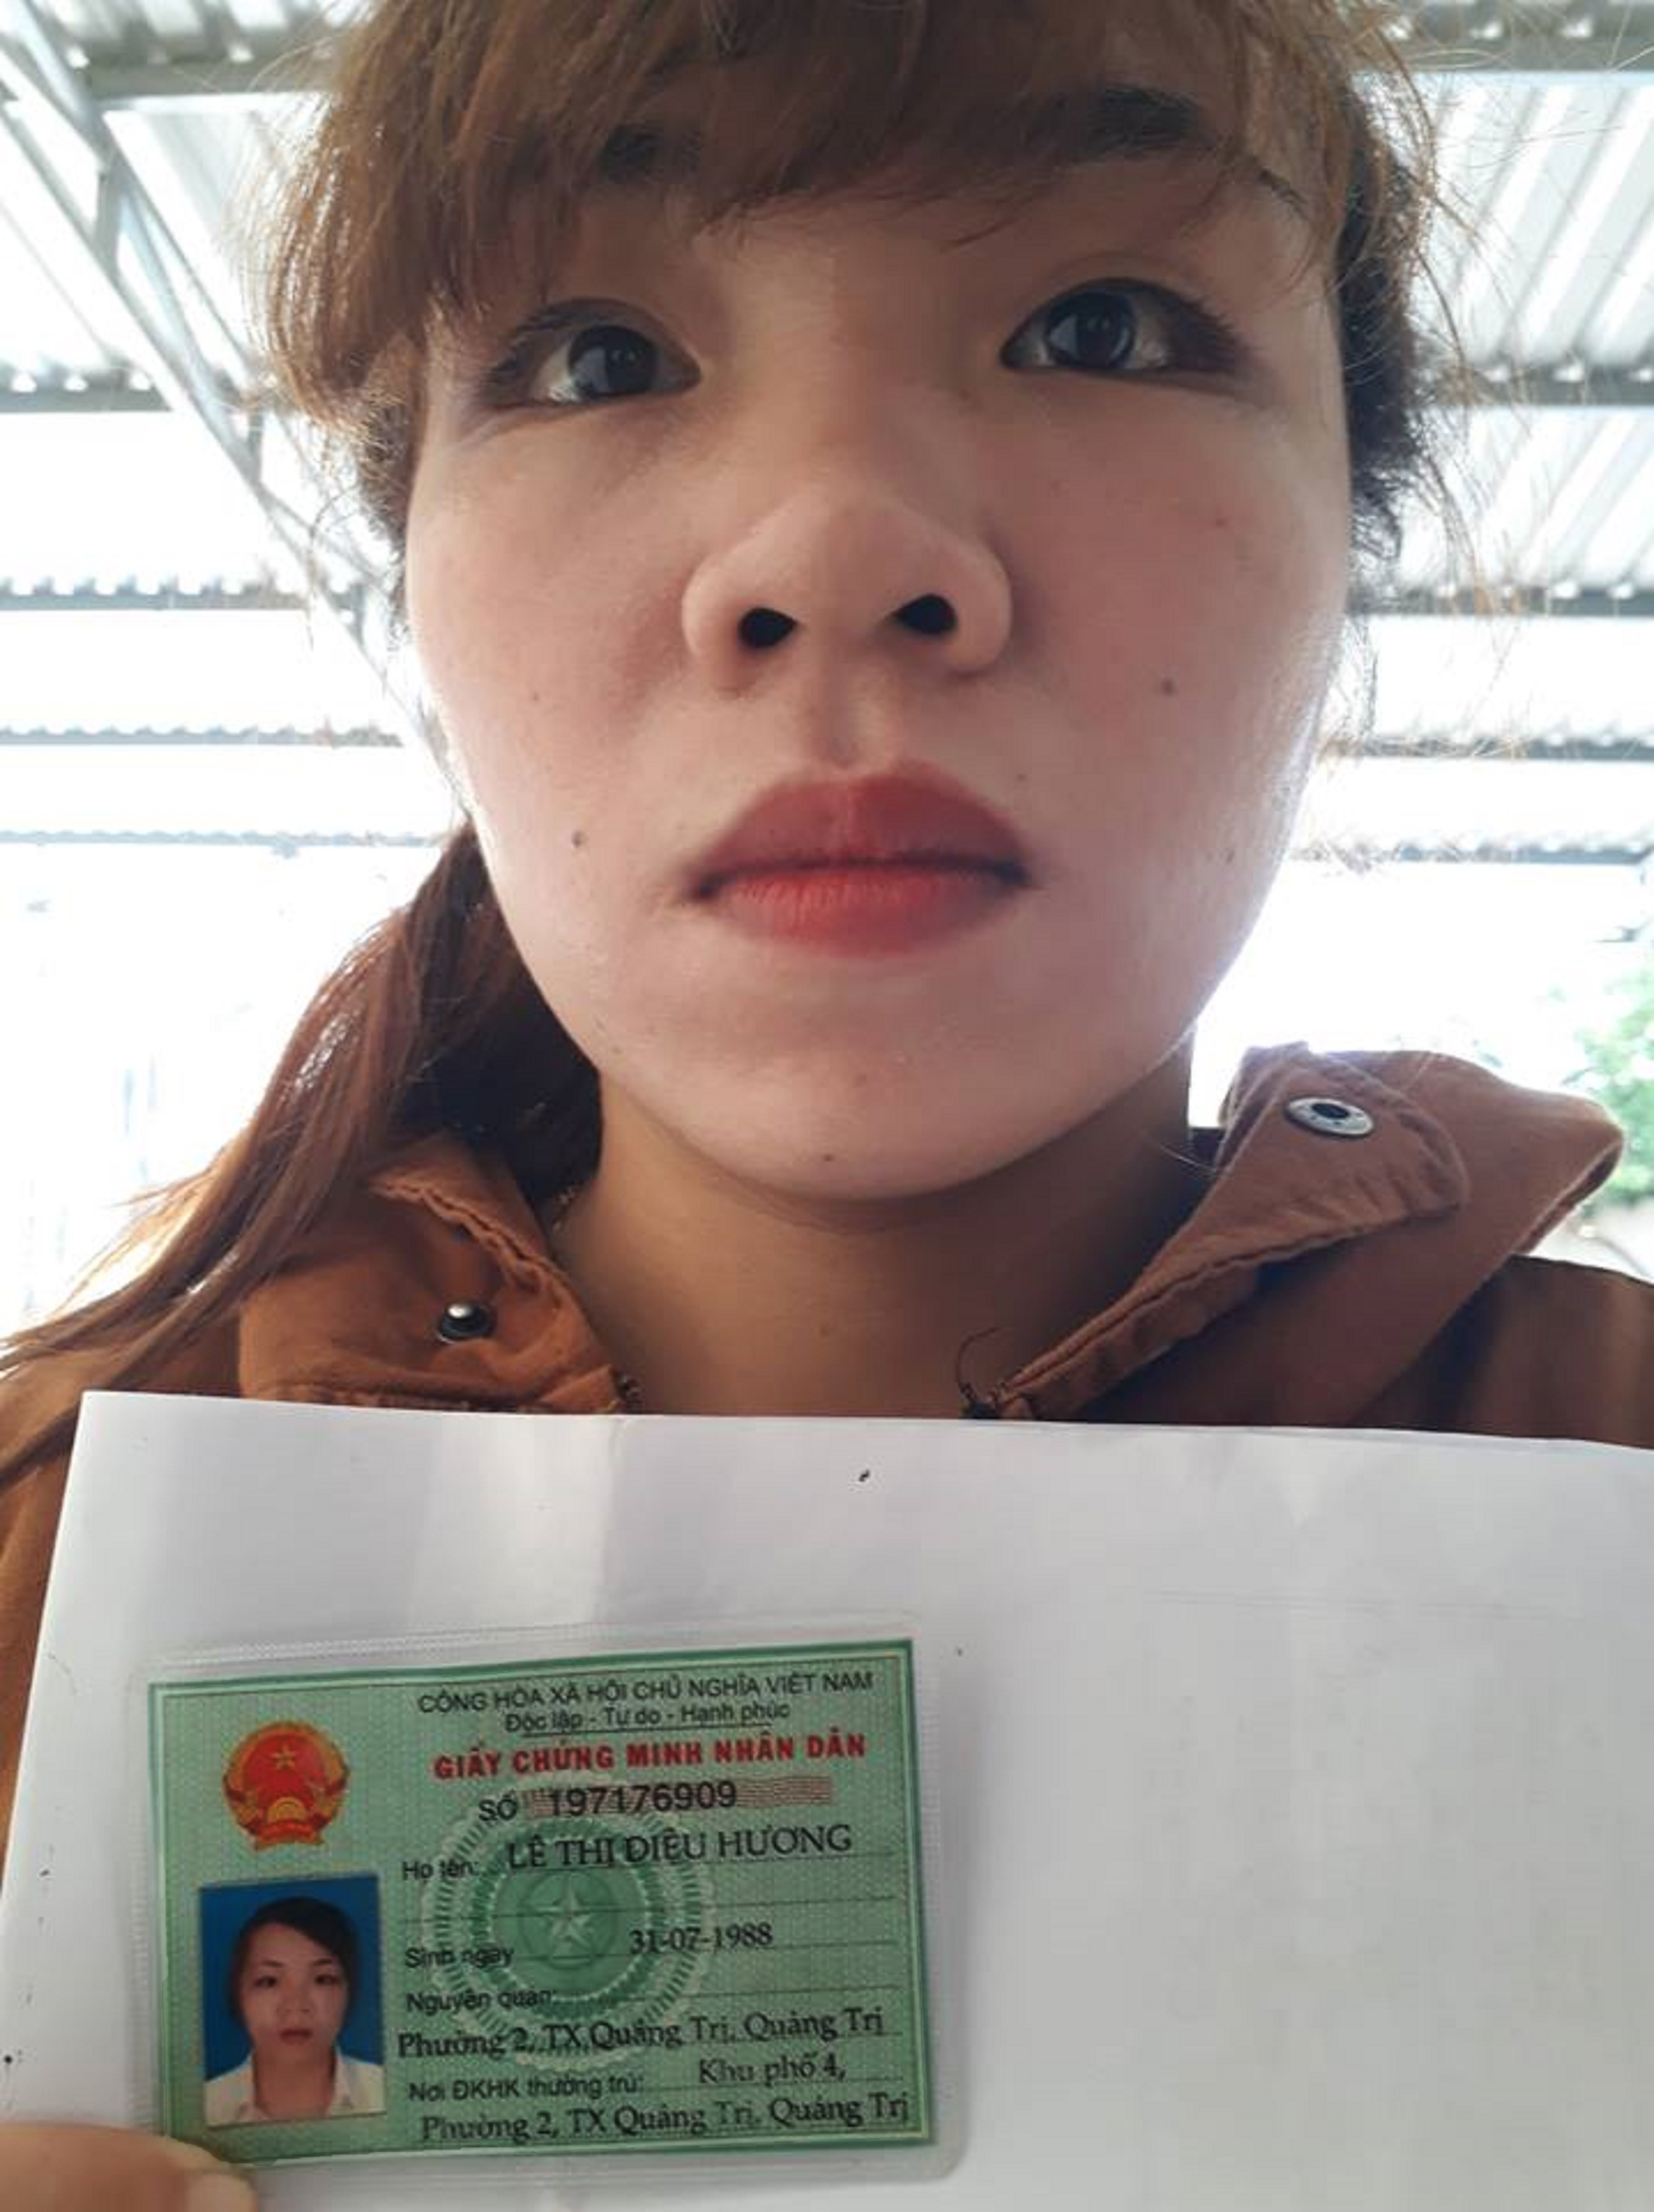 CỘNG HÒA XÃ HỘI CHỦ NGHĨA VIỆT NAM
Độc lập - Tự do - Hạnh phúc
GIẤY CHỨNG MINH NHÂN DÂN
SỐ 197176909
Họ tên: LÊ THỊ DIỆU HƯƠNG
Sinh ngày 31-07-1988
Nguyên quán:
Phường 2, TX Quảng Trị, Quảng Trị
Nơi ĐKHK thường trú: Khu phố 4,
Phường 2, TX Quảng Trị, Quảng Trị